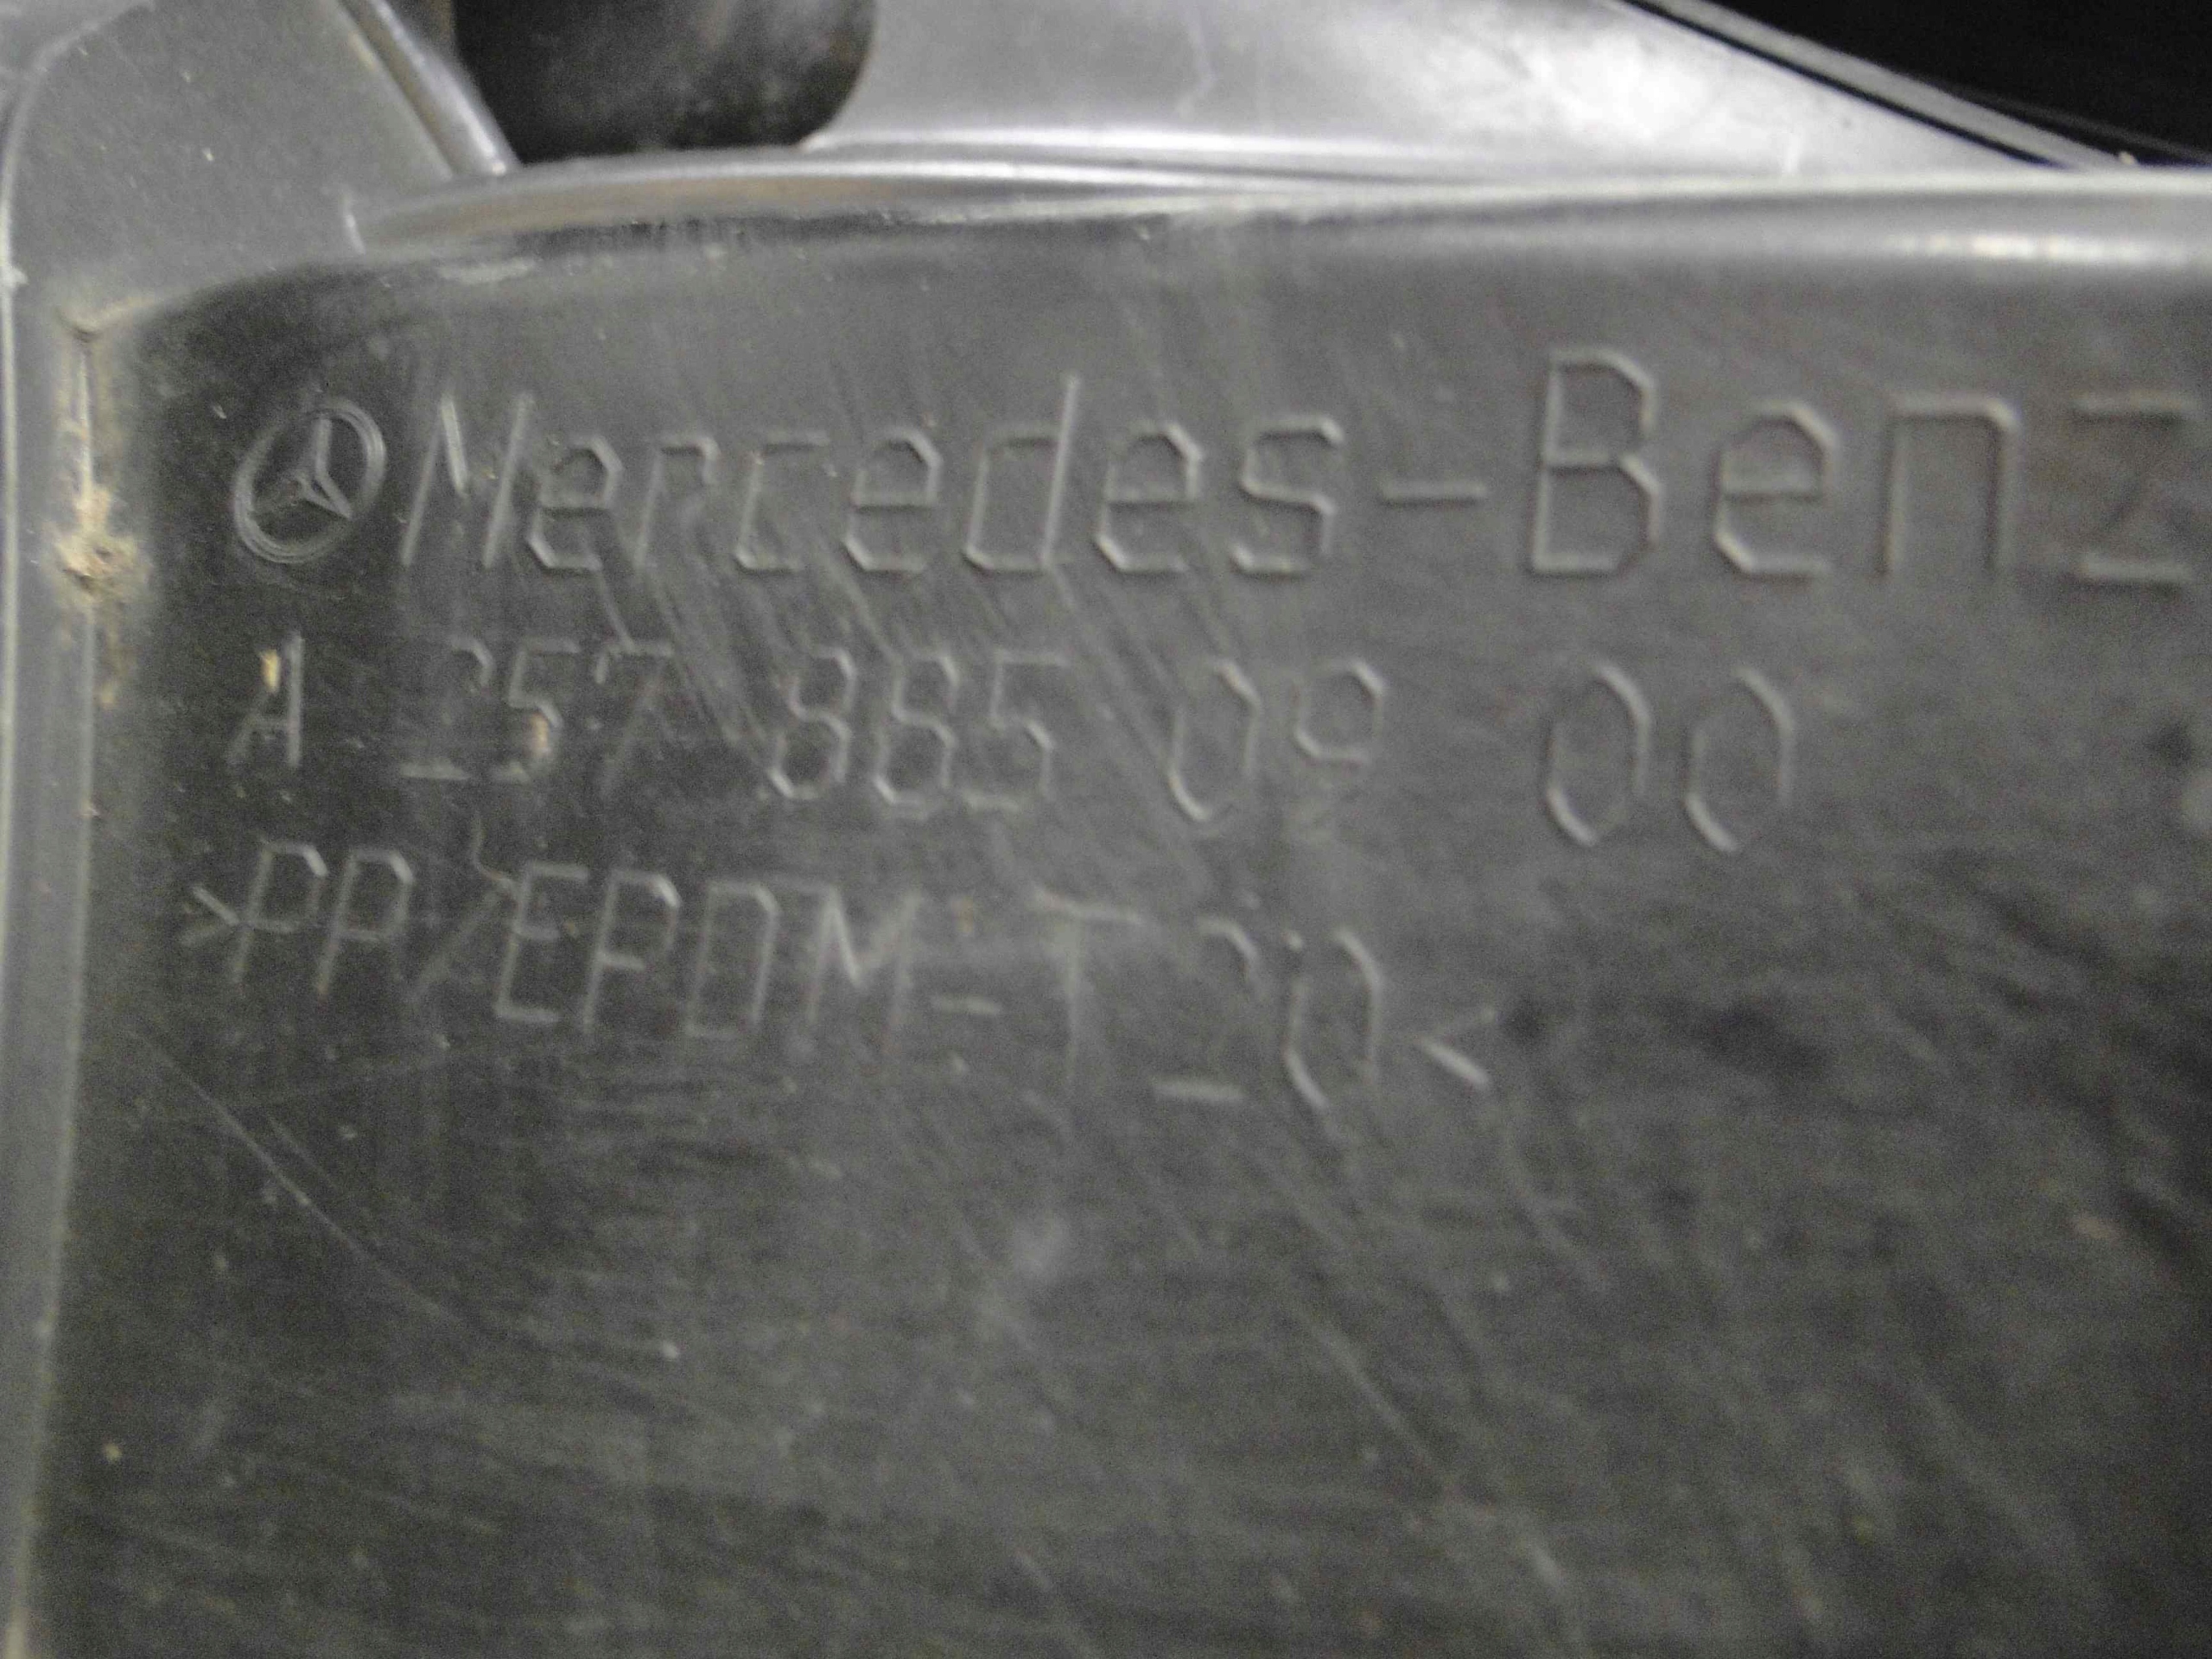 Mercedes-Benz
A 257 885 09 00
>PP/EPDM-T20<